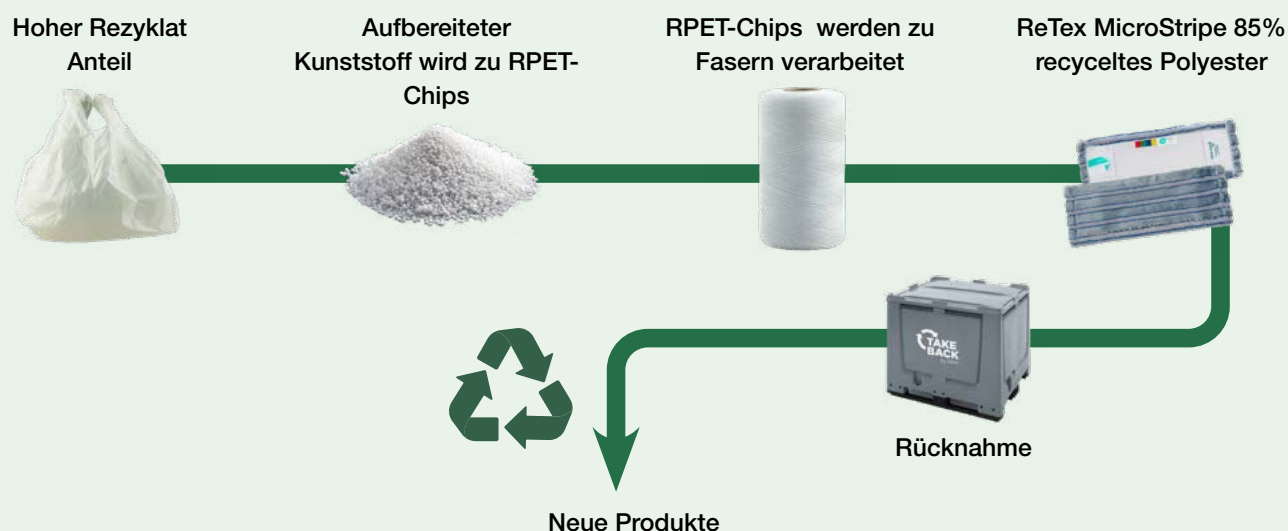 Hoher Rezyklat
Anteil
Aufbereiteter
Kunststoff wird zu RPET-
Chips
RPET-Chips werden zu
Fasern verarbeitet
ReTex MicroStripe 85%
recyceltes Polyester
TAKE
BACK
Rücknahme
Neue Produkte